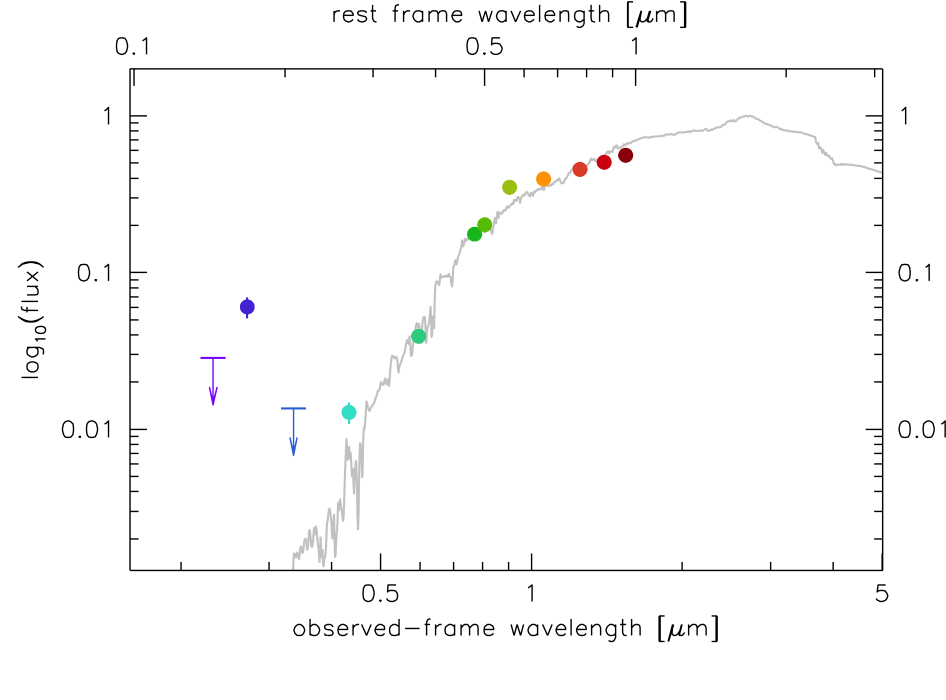 rest frame wavelength [μm]
0.1 0.5 1
1 1
0.1 0.1
0.01 0.01
log10(flux)
0.5 1 5
observed-frame wavelength [μm]